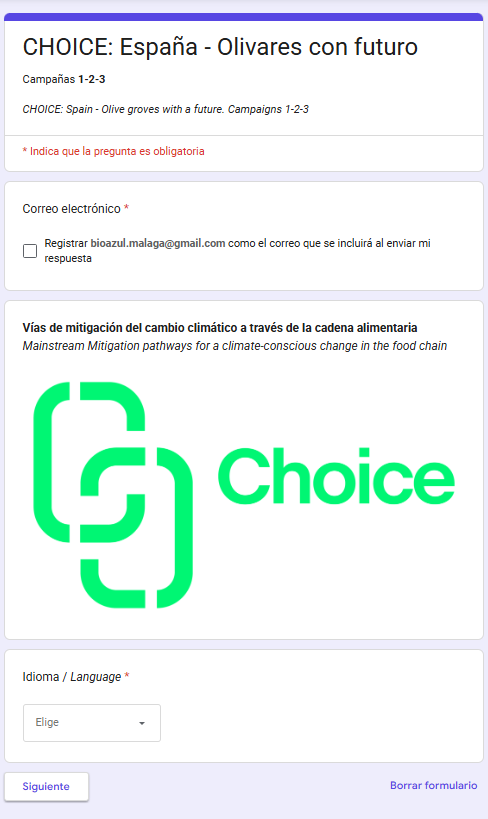 CHOICE: España - Olivares con futuro
Campañas 1-2-3
CHOICE: Spain - Olive groves with a future. Campaigns 1-2-3
* Indica que la pregunta es obligatoria
Correo electrónico *
Registrar bioazul.malaga@gmail.com como el correo que se incluirá al enviar mi
respuesta
Vías de mitigación del cambio climático a través de la cadena alimentaria
Mainstream Mitigation pathways for a climate-conscious change in the food chain
Choice
Idioma / Language *
Elige
Siguiente
Borrar formulario